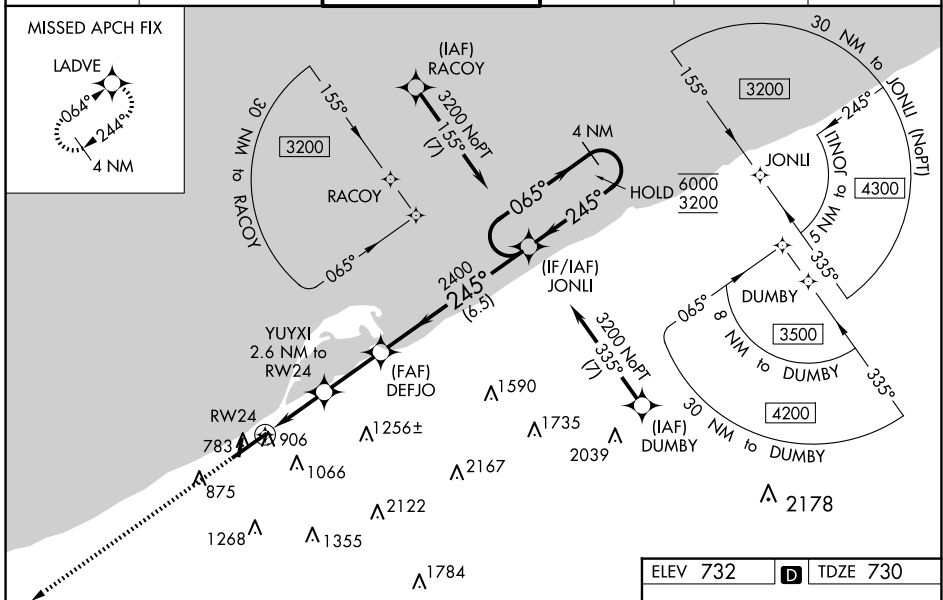 MISSED APCH FIX
LADVE
064°
244°
4 NM
30 NM to RACOY
155°
3200
RACOY
065°
(IAF)
RACOY
3200 NoPT
155°
(7)
4 NM
065°
245°
HOLD
6000
3200
(IF/IAF)
JONLI
2400
245°
(6.5)
30 NM to JONLI (NoPT)
155°
3200
245°
JONLI
5 NM to JONLI
4300
335°
DUMBY
065°
8 NM to DUMBY
3500
335°
4200
30 NM to DUMBY
3200 NoPT
335°
(7)
(IAF)
DUMBY
YUYXI
2.6 NM to
RW24
(FAF)
DEFJO
RW24
783
906
1256±
1590
1735
2039
1066
875
2167
2122
2178
1268
1355
1784
ELEV 732 D TDZE 730